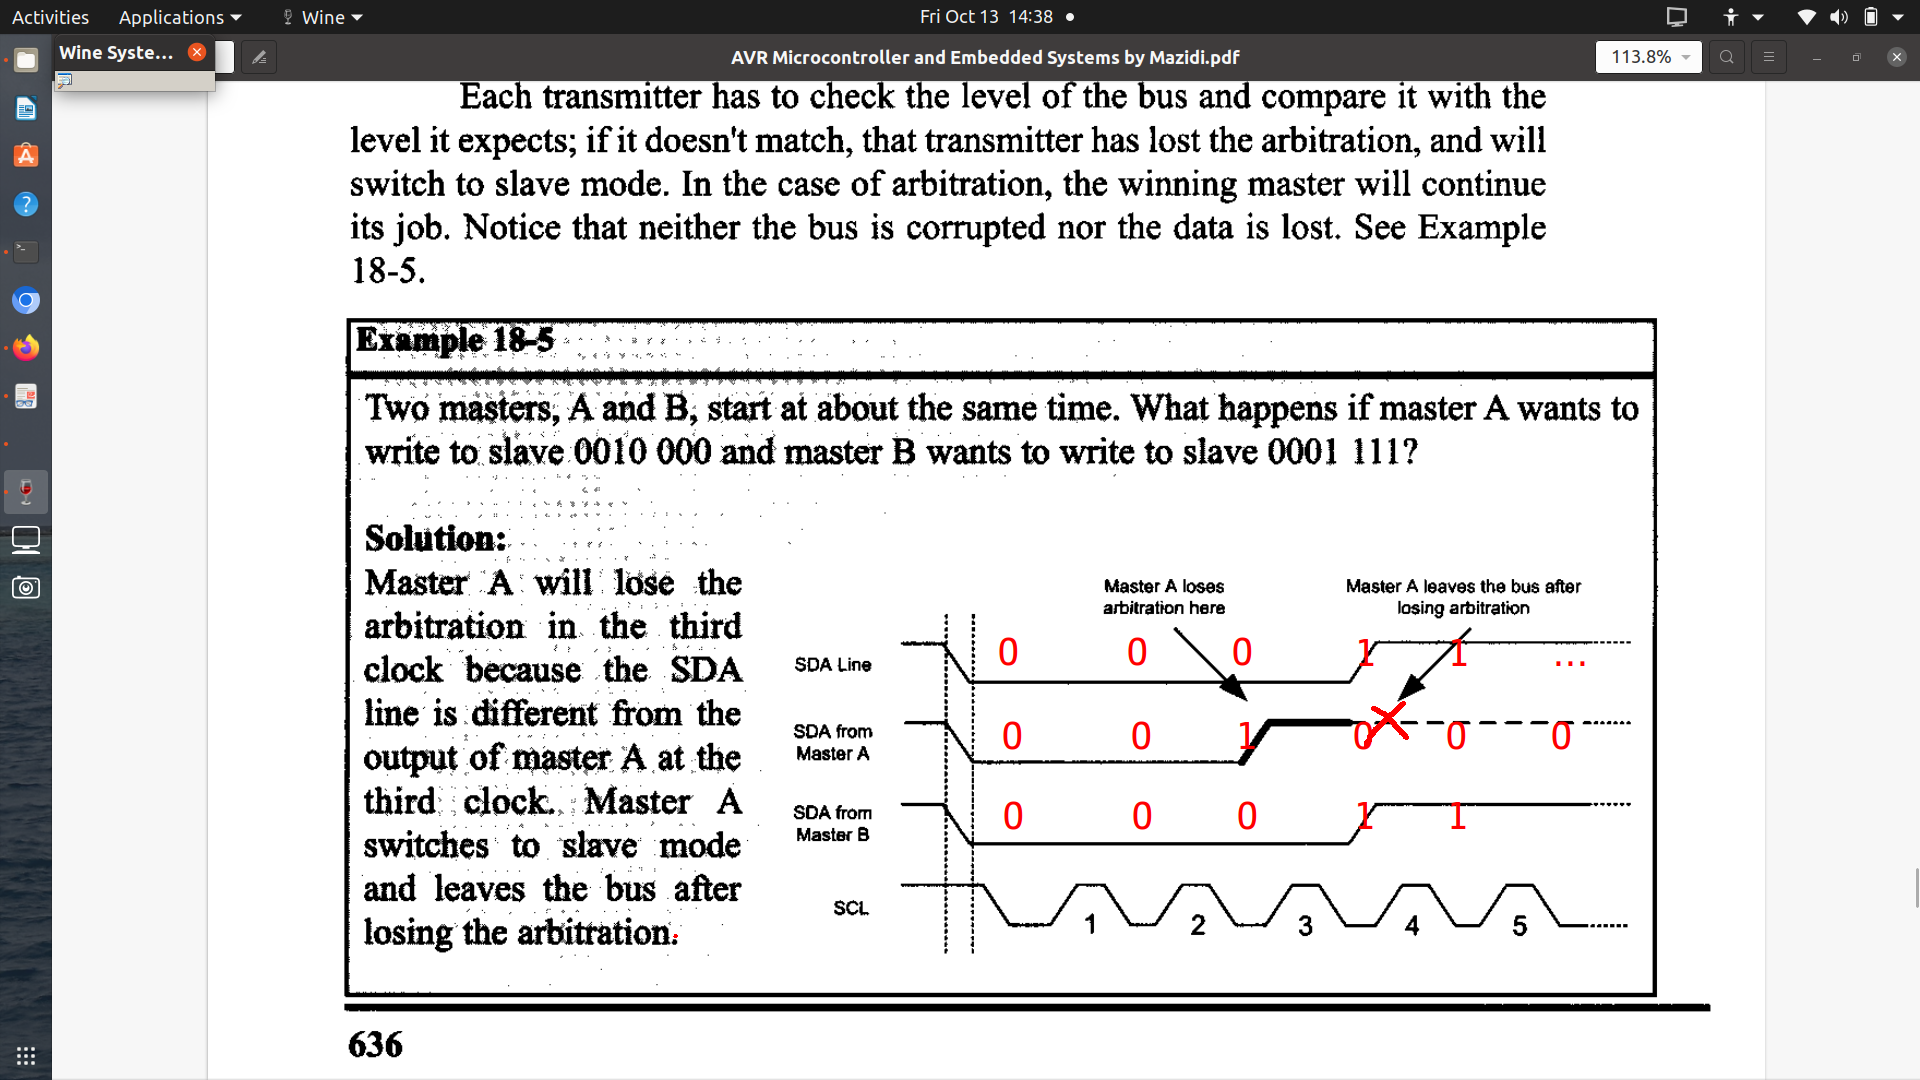 Activities Applications Wine Fri Oct 13 14:38
Wine Syste... AVR Microcontroller and Embedded Systems by Mazidi.pdf 113.8%
Each transmitter has to check the level of the bus and compare it with the
level it expects; if it doesn't match, that transmitter has lost the arbitration, and will
switch to slave mode. In the case of arbitration, the winning master will continue
its job. Notice that neither the bus is corrupted nor the data is lost. See Example
18-5.
Example 18-5
Two masters, A and B, start at about the same time. What happens if master A wants to
write to slave 0010 000 and master B wants to write to slave 0001 111?
Solution:
Master A will lose the
arbitration in the third
clock because the SDA
line is different from the
output of master A at the
third clock. Master A
switches to slave mode
and leaves the bus after
losing the arbitration.
Master A loses
arbitration here
Master A leaves the bus after
losing arbitration
SDA Line
0 0 0 1 1 ...
SDA from
Master A
0 0 1 0 0 0
SDA from
Master B
0 0 0 1 1
SCL
1 2 3 4 5
636